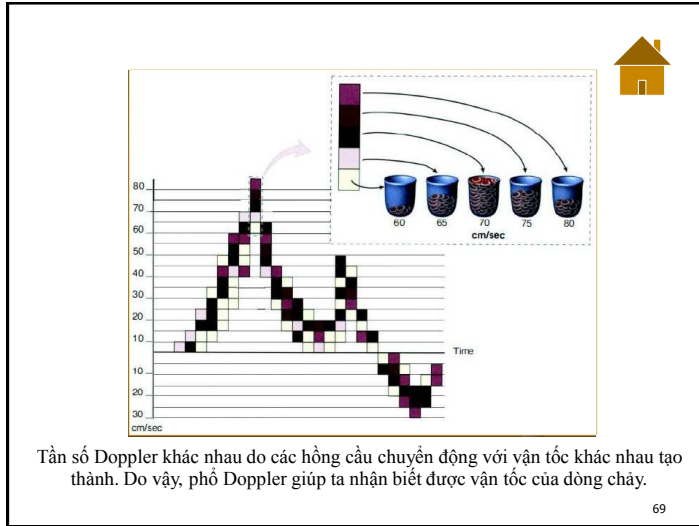 60 65 70 75 80
cm/sec
80
70
60
50
40
30
20
10
Time
10
20
30
cm/sec
Tần số Doppler khác nhau do các hồng cầu chuyển động với vận tốc khác nhau tạo
thành. Do vậy, phổ Doppler giúp ta nhận biết được vận tốc của dòng chảy.
69